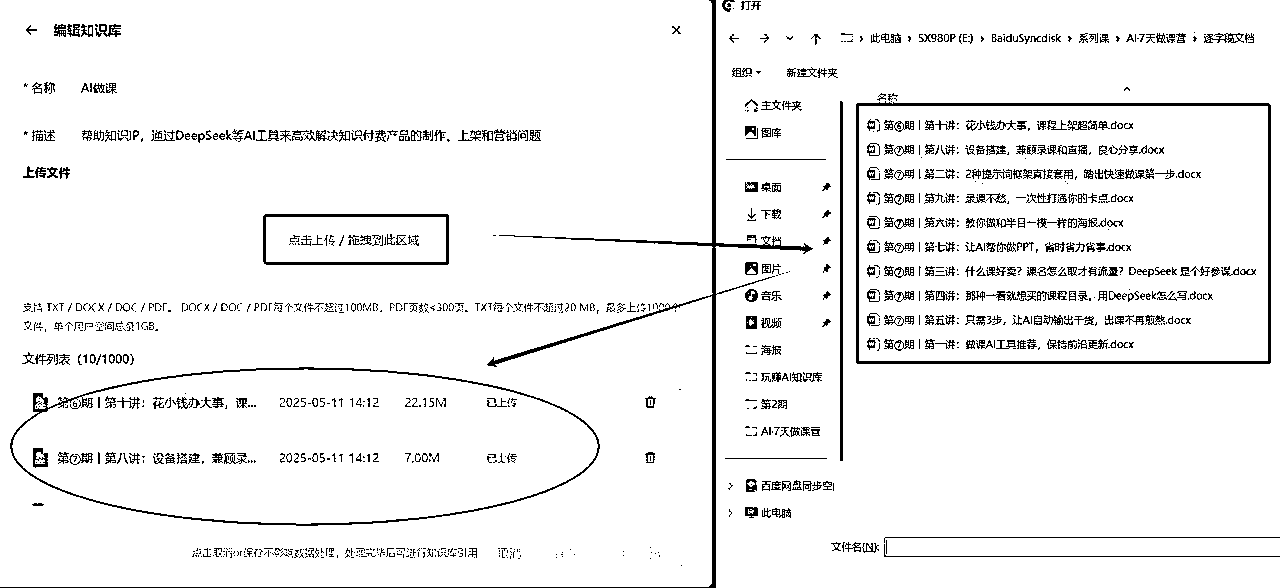 ← 编辑知识库
* 名称 AI做课
* 描述 帮助知识IP，通过DeepSeek等AI工具来高效解决知识付费产品的制作、上架和营销问题
上传文件
点击上传 / 拖拽到此区域
支持 TXT / DOCX / DOC / PDF。 DOCX / DOC / PDF每个文件不超过100MB，PDF页数<300页。TXT每个文件不超过20 MB，最多上传1000个
文件，单个用户空间总量1GB。
文件列表（10/1000）
第⑥期丨第十讲：花小钱办大事，课... 2025-05-11 14:12 22.15M 已上传
第⑦期丨第八讲：设备搭建，兼顾录... 2025-05-11 14:12 7.00M 已上传
点击取消or保存不影响数据处理，处理完毕后可进行知识库引用 取消
打开
此电脑 › SX980P (E:) › BaiduSyncdisk › 系列课 › AI-7天做课营 › 逐字稿文档
组织 新建文件夹
主文件夹
图库
桌面
下载
文档
图片
音乐
视频
海报
玩赚AI知识库
第2期
AI-7天做课营
百度网盘同步空
此电脑
名称
第⑥期丨第十讲：花小钱办大事，课程上架超简单.docx
第⑦期丨第八讲：设备搭建，兼顾录课和直播，良心分享.docx
第⑦期丨第二讲：2种提示词框架直接套用，踏出快速做课第一步.docx
第⑦期丨第九讲：录课不愁，一次性打通你的卡点.docx
第⑦期丨第六讲：教你做和半日一模一样的海报.docx
第⑦期丨第七讲：让AI帮你做PPT，省时省力省事.docx
第⑦期丨第三讲：什么课好卖？课名怎么取才有流量？DeepSeek 是个好参谋.docx
第⑦期丨第四讲：那种一看就想买的课程目录，用DeepSeek怎么写.docx
第⑦期丨第五讲：只需3步，让AI自动输出干货，出课不再煎熬.docx
第⑦期丨第一讲：做课AI工具推荐，保持前沿更新.docx
文件名(N):